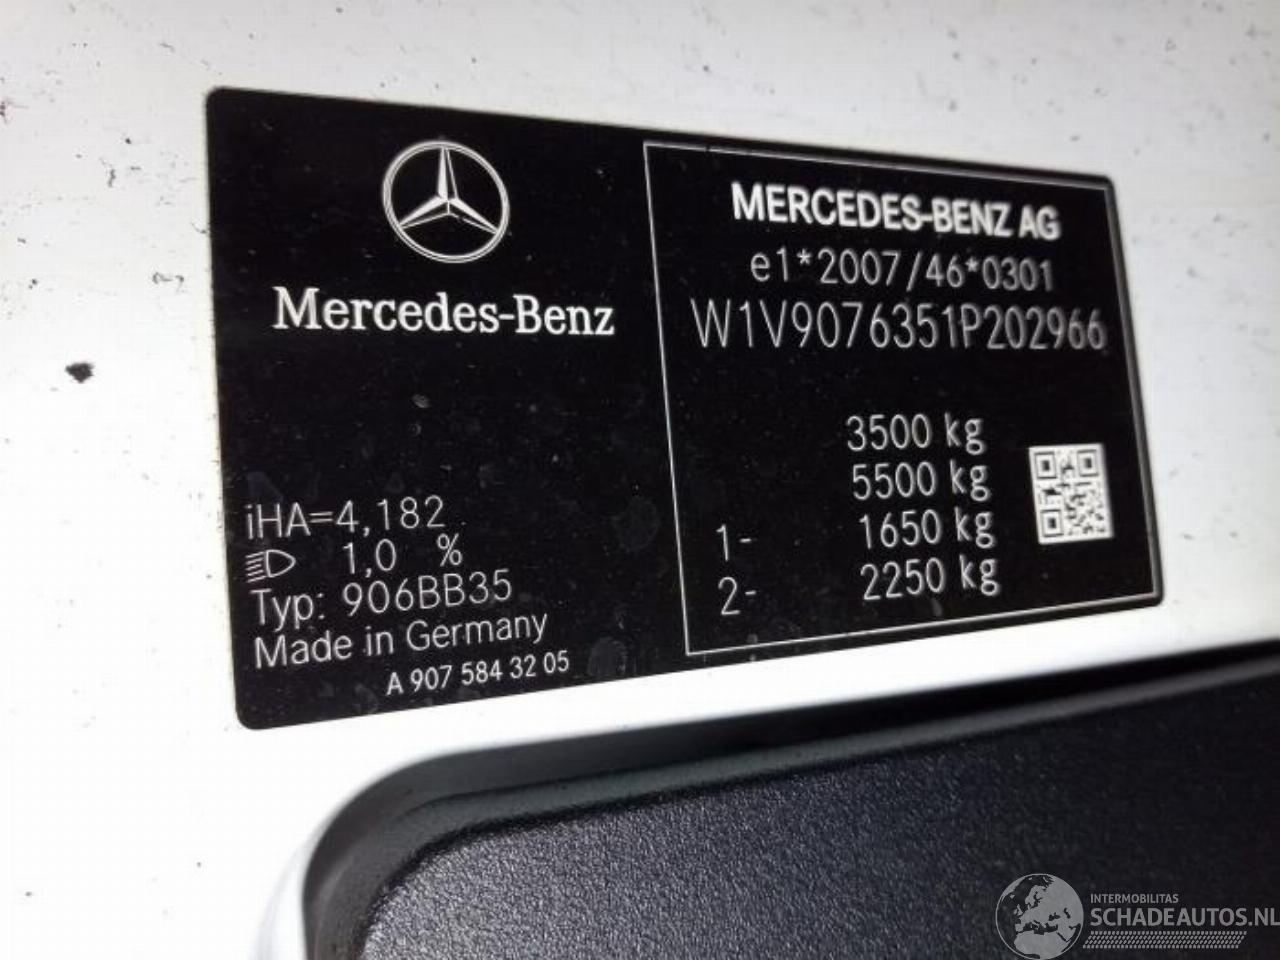 Mercedes-Benz
iHA=4,182
1,0 %
Typ: 906BB35
Made in Germany
A 907 584 32 05
MERCEDES-BENZ AG
e1*2007/46*0301
W1V9076351P202966
3500 kg
5500 kg
1- 1650 kg
2- 2250 kg
INTERMOBILITAS
SCHADEAUTOS.NL